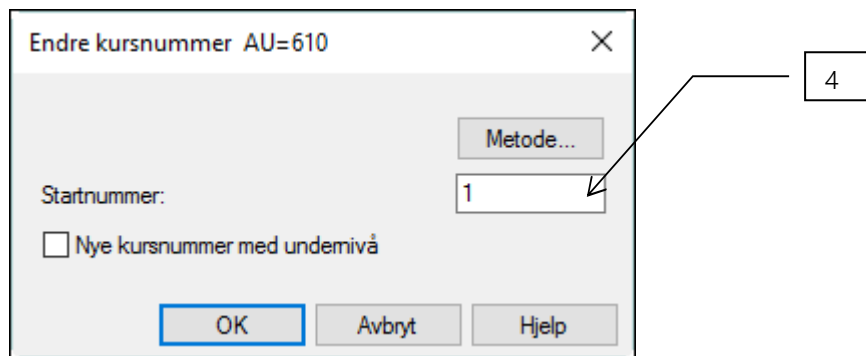 Endre kursnummer AU=610
4
Metode...
Startnummer: 1
Nye kursnummer med undernivå
OK Avbryt Hjelp